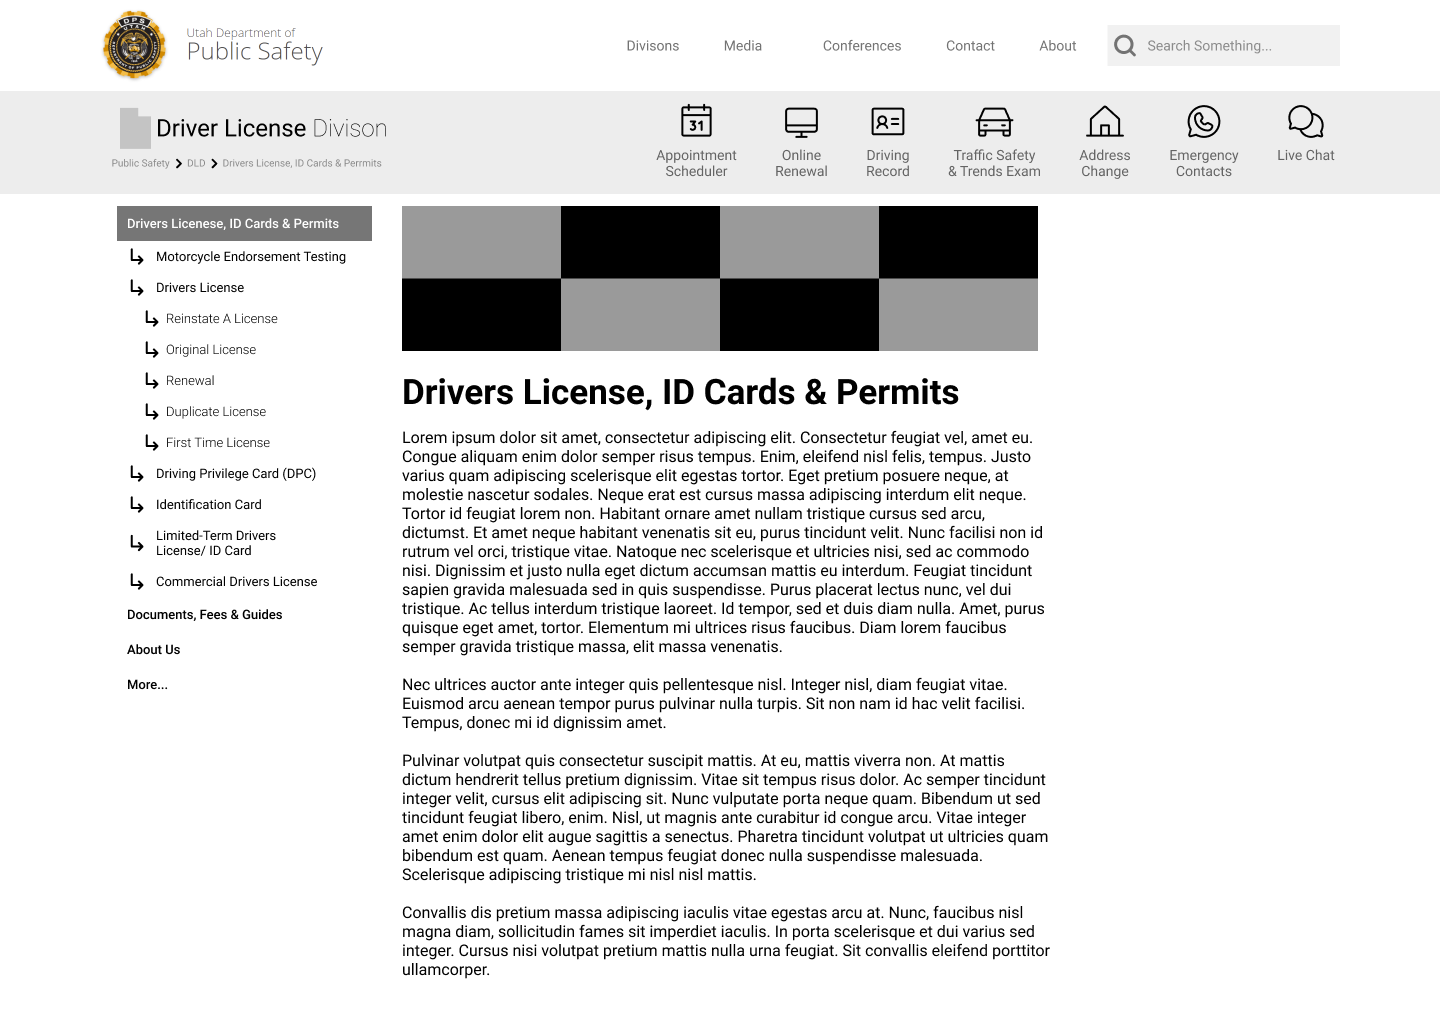 DPS
UTAH
Utah Department of
Public Safety
Divisons
Media
Conferences
Contact
About
Search Something...
Driver License Divison
Public Safety
DLD
Drivers License, ID Cards & Perrmits
31
Appointment
Scheduler
Online
Renewal
Driving
Record
Traffic Safety
& Trends Exam
Address
Change
Emergency
Contacts
Live Chat
Drivers Licenese, ID Cards & Permits
Motorcycle Endorsement Testing
Drivers License
Reinstate A License
Original License
Renewal
Duplicate License
First Time License
Driving Privilege Card (DPC)
Identification Card
Limited-Term Drivers
License/ ID Card
Commercial Drivers License
Documents, Fees & Guides
About Us
More...
Drivers License, ID Cards & Permits
Lorem ipsum dolor sit amet, consectetur adipiscing elit. Consectetur feugiat vel, amet eu.
Congue aliquam enim dolor semper risus tempus. Enim, eleifend nisl felis, tempus. Justo
varius quam adipiscing scelerisque elit egestas tortor. Eget pretium posuere neque, at
molestie nascetur sodales. Neque erat est cursus massa adipiscing interdum elit neque.
Tortor id feugiat lorem non. Habitant ornare amet nullam tristique cursus sed arcu,
dictumst. Et amet neque habitant venenatis sit eu, purus tincidunt velit. Nunc facilisi non id
rutrum vel orci, tristique vitae. Natoque nec scelerisque et ultricies nisi, sed ac commodo
nisi. Dignissim et justo nulla eget dictum accumsan mattis eu interdum. Feugiat tincidunt
sapien gravida malesuada sed in quis suspendisse. Purus placerat lectus nunc, vel dui
tristique. Ac tellus interdum tristique laoreet. Id tempor, sed et duis diam nulla. Amet, purus
quisque eget amet, tortor. Elementum mi ultrices risus faucibus. Diam lorem faucibus
semper gravida tristique massa, elit massa venenatis.
Nec ultrices auctor ante integer quis pellentesque nisl. Integer nisl, diam feugiat vitae.
Euismod arcu aenean tempor purus pulvinar nulla turpis. Sit non nam id hac velit facilisi.
Tempus, donec mi id dignissim amet.
Pulvinar volutpat quis consectetur suscipit mattis. At eu, mattis viverra non. At mattis
dictum hendrerit tellus pretium dignissim. Vitae sit tempus risus dolor. Ac semper tincidunt
integer velit, cursus elit adipiscing sit. Nunc vulputate porta neque quam. Bibendum ut sed
tincidunt feugiat libero, enim. Nisl, ut magnis ante curabitur id congue arcu. Vitae integer
amet enim dolor elit augue sagittis a senectus. Pharetra tincidunt volutpat ut ultricies quam
bibendum est quam. Aenean tempus feugiat donec nulla suspendisse malesuada.
Scelerisque adipiscing tristique mi nisl nisl mattis.
Convallis dis pretium massa adipiscing iaculis vitae egestas arcu at. Nunc, faucibus nisl
magna diam, sollicitudin fames sit imperdiet iaculis. In porta scelerisque et dui varius sed
integer. Cursus nisi volutpat pretium mattis nulla urna feugiat. Sit convallis eleifend porttitor
ullamcorper.